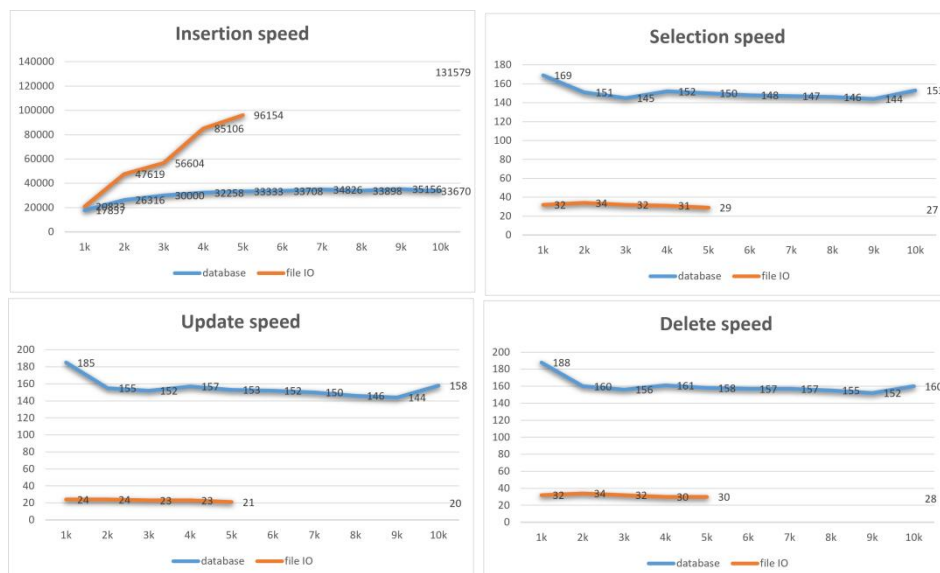 Insertion speed
140000
131579
120000
100000
96154
85106
80000
60000
56604
47619
40000
20833 26316 30000 32258 33333 33708 34826 33898 35156 33670
20000
17857
0
1k 2k 3k 4k 5k 6k 7k 8k 9k 10k
database file IO
Selection speed
180
169
160
151 145 152 150 148 147 146 144 153
140
120
100
80
60
40
32 34 32 31 29 27
20
0
1k 2k 3k 4k 5k 6k 7k 8k 9k 10k
database file IO
Update speed
200
185
180
160
155 152 157 153 152 150 146 144 158
140
120
100
80
60
40
24 24 23 23 21 20
20
0
1k 2k 3k 4k 5k 6k 7k 8k 9k 10k
database file IO
Delete speed
200
188
180
160
160 156 161 158 157 157 155 152 160
140
120
100
80
60
40
32 34 32 30 30 28
20
0
1k 2k 3k 4k 5k 6k 7k 8k 9k 10k
database file IO